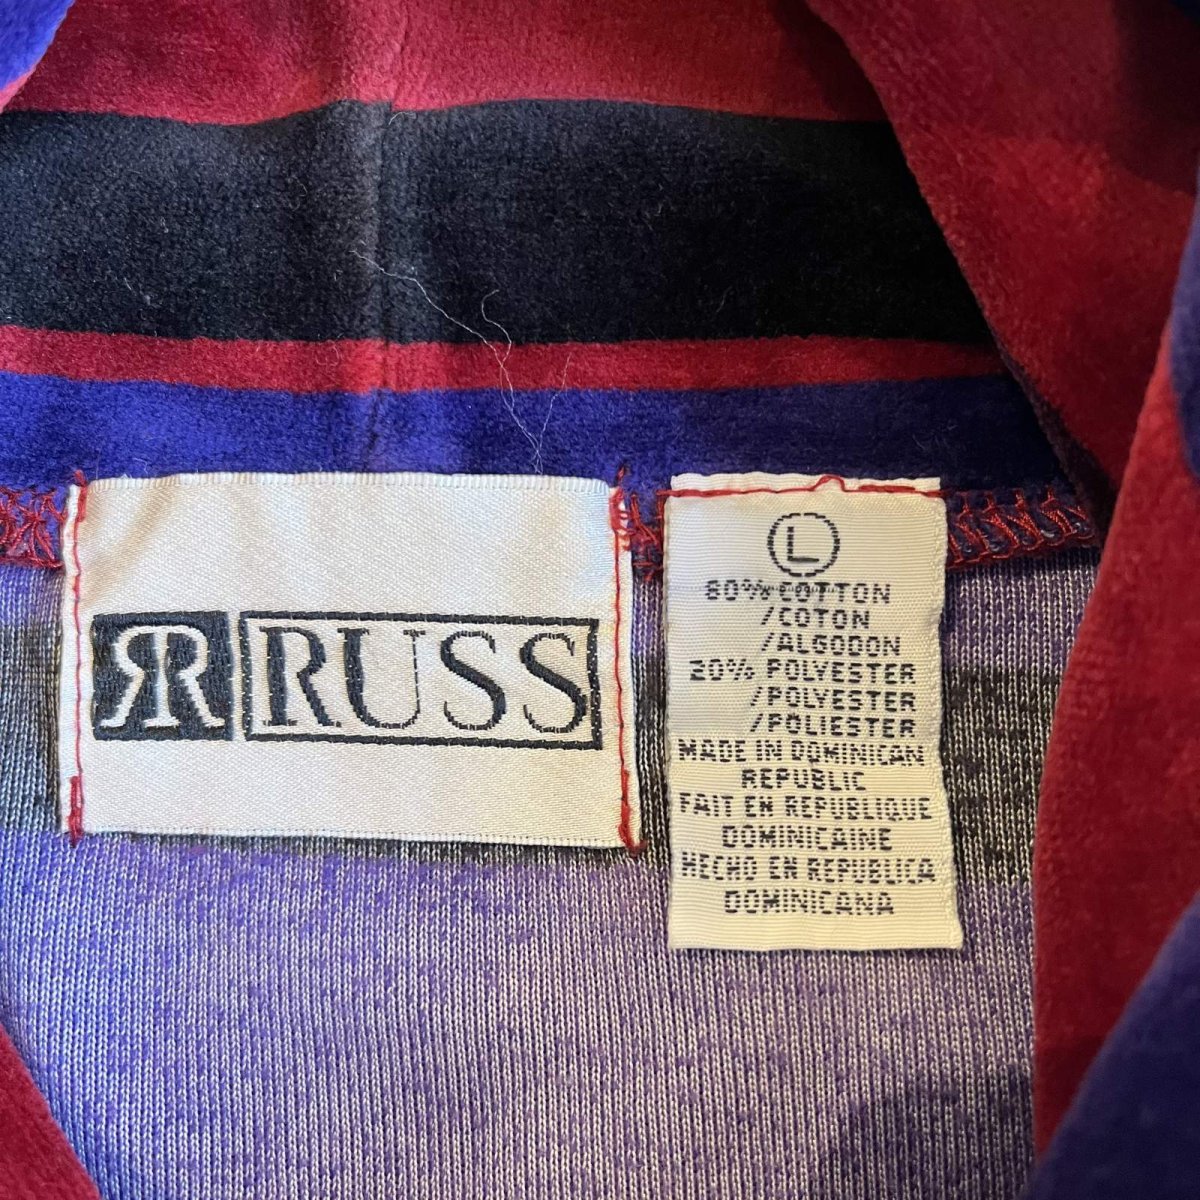 RR RUSS
L
80% COTTON
/COTON
/ALGODON
20% POLYESTER
/POLYESTER
/POLIESTER
MADE IN DOMINICAN
REPUBLIC
FAIT EN REPUBLIQUE
DOMINICAINE
HECHO EN REPUBLICA
DOMINICANA